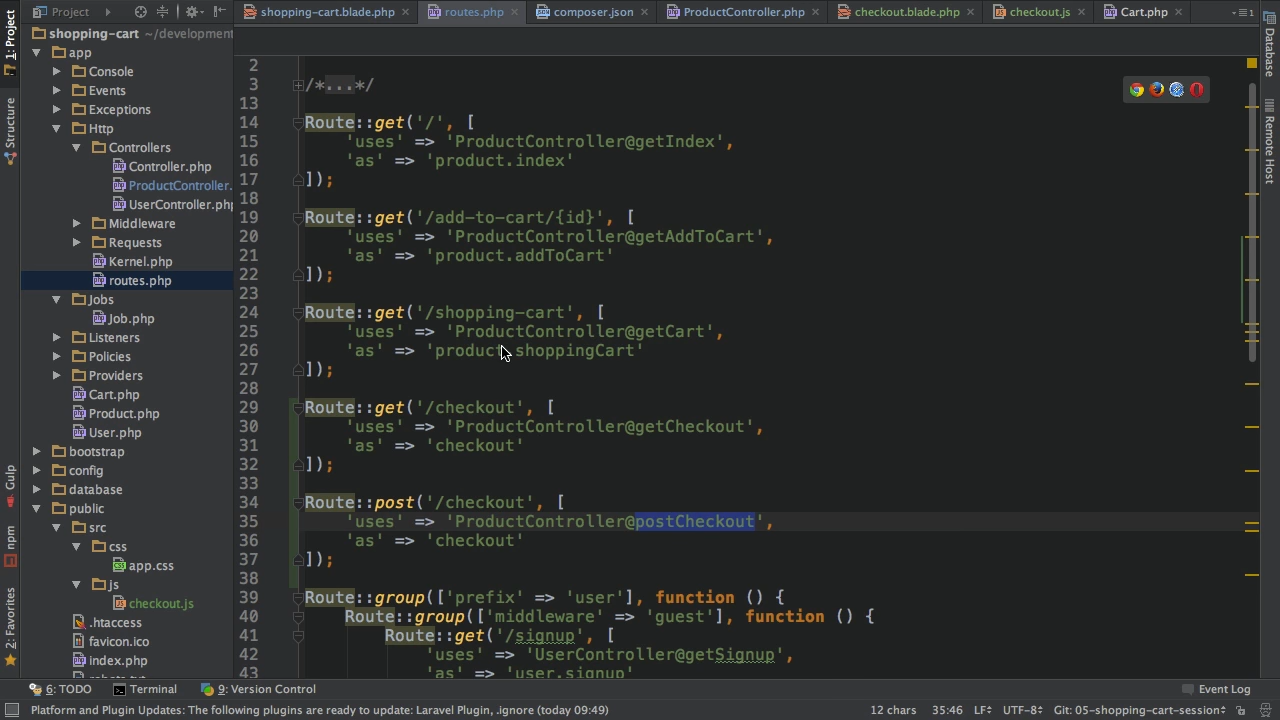 1: Project
Structure
Gulp
npm
2: Favorites
Project
shopping-cart ~/development
app
Console
Events
Exceptions
Http
Controllers
Controller.php
ProductController.
UserController.php
Middleware
Requests
Kernel.php
routes.php
Jobs
Job.php
Listeners
Policies
Providers
Cart.php
Product.php
User.php
bootstrap
config
database
public
src
css
app.css
js
checkout.js
.htaccess
favicon.ico
index.php
shopping-cart.blade.php × routes.php × composer.json × ProductController.php × checkout.blade.php × checkout.js × Cart.php × 1
2
3 /*...*/
13
14 Route::get('/', [
15 'uses' => 'ProductController@getIndex',
16 'as' => 'product.index'
17 ]);
18
19 Route::get('/add-to-cart/{id}', [
20 'uses' => 'ProductController@getAddToCart',
21 'as' => 'product.addToCart'
22 ]);
23
24 Route::get('/shopping-cart', [
25 'uses' => 'ProductController@getCart',
26 'as' => 'product.shoppingCart'
27 ]);
28
29 Route::get('/checkout', [
30 'uses' => 'ProductController@getCheckout',
31 'as' => 'checkout'
32 ]);
33
34 Route::post('/checkout', [
35 'uses' => 'ProductController@postCheckout',
36 'as' => 'checkout'
37 ]);
38
39 Route::group(['prefix' => 'user'], function () {
40 Route::group(['middleware' => 'guest'], function () {
41 Route::get('/signup', [
42 'uses' => 'UserController@getSignup',
43 'as' => 'user.signup'
Database
Remote Host
6: TODO Terminal 9: Version Control Event Log
Platform and Plugin Updates: The following plugins are ready to update: Laravel Plugin, .ignore (today 09:49) 12 chars 35:46 LF UTF-8 Git: 05-shopping-cart-session